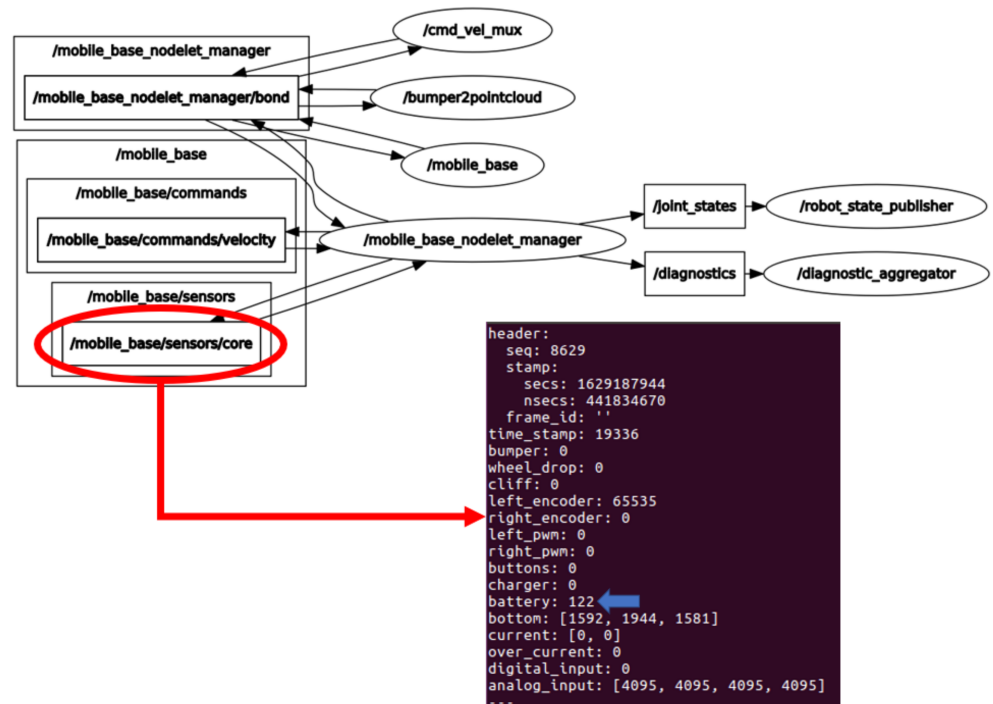 /cmd_vel_mux
/mobile_base_nodelet_manager
/mobile_base_nodelet_manager/bond
/bumper2pointcloud
/mobile_base
/mobile_base
/mobile_base/commands
/mobile_base/commands/velocity
/mobile_base_nodelet_manager
/joint_states
/robot_state_publisher
/diagnostics
/diagnostic_aggregator
/mobile_base/sensors
/mobile_base/sensors/core
header:
seq: 8629
stamp:
secs: 1629187944
nsecs: 441834670
frame_id: ''
time_stamp: 19336
bumper: 0
wheel_drop: 0
cliff: 0
left_encoder: 65535
right_encoder: 0
left_pwm: 0
right_pwm: 0
buttons: 0
charger: 0
battery: 122
bottom: [1592, 1944, 1581]
current: [0, 0]
over_current: 0
digital_input: 0
analog_input: [4095, 4095, 4095, 4095]
---